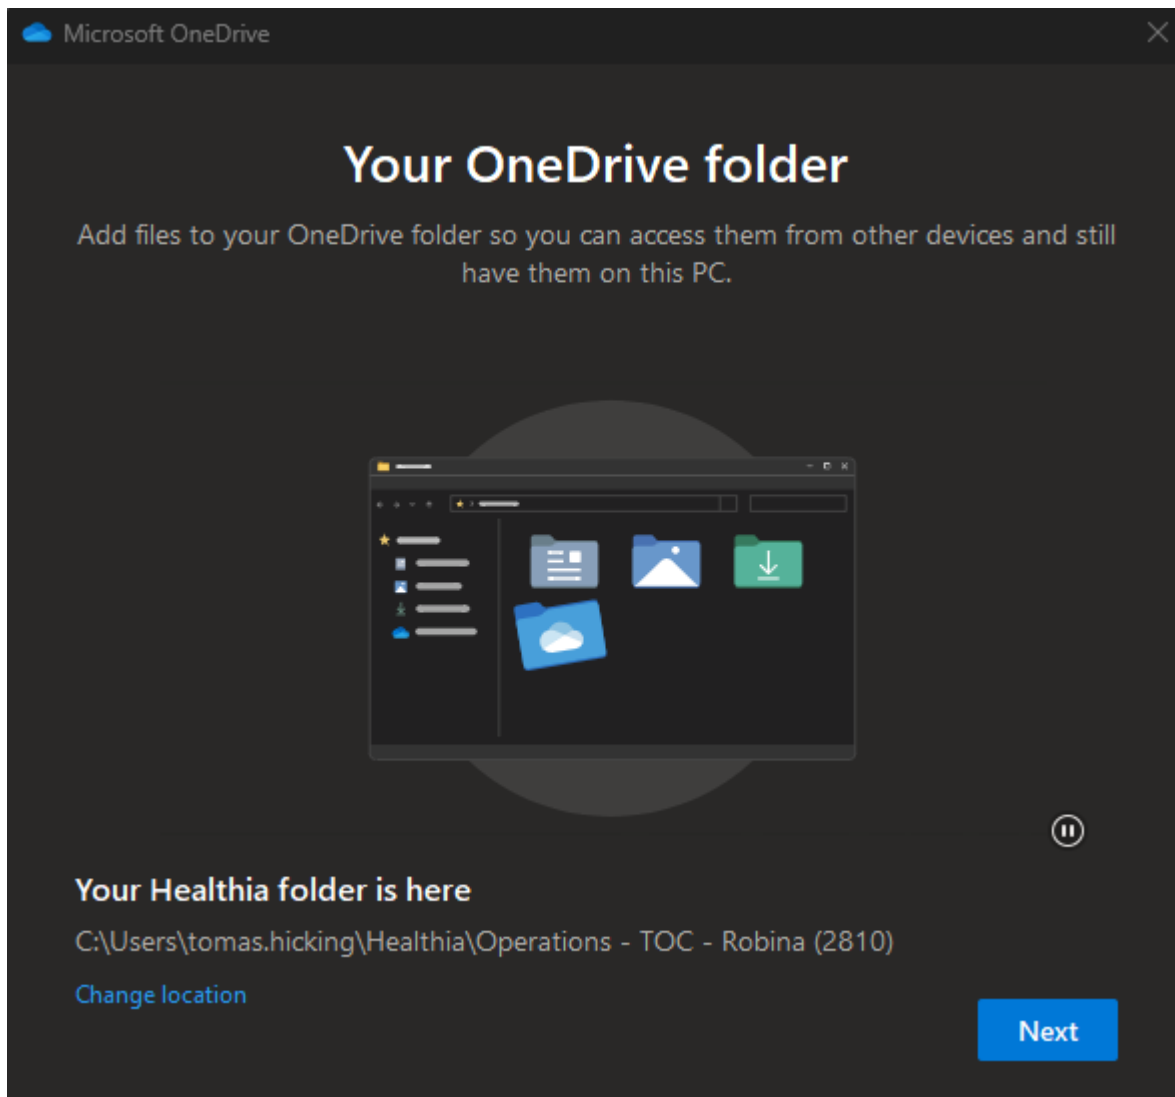 Microsoft OneDrive
Your OneDrive folder
Add files to your OneDrive folder so you can access them from other devices and still
have them on this PC.
Your Healthia folder is here
C:\Users\tomas.hicking\Healthia\Operations - TOC - Robina (2810)
Change location
Next